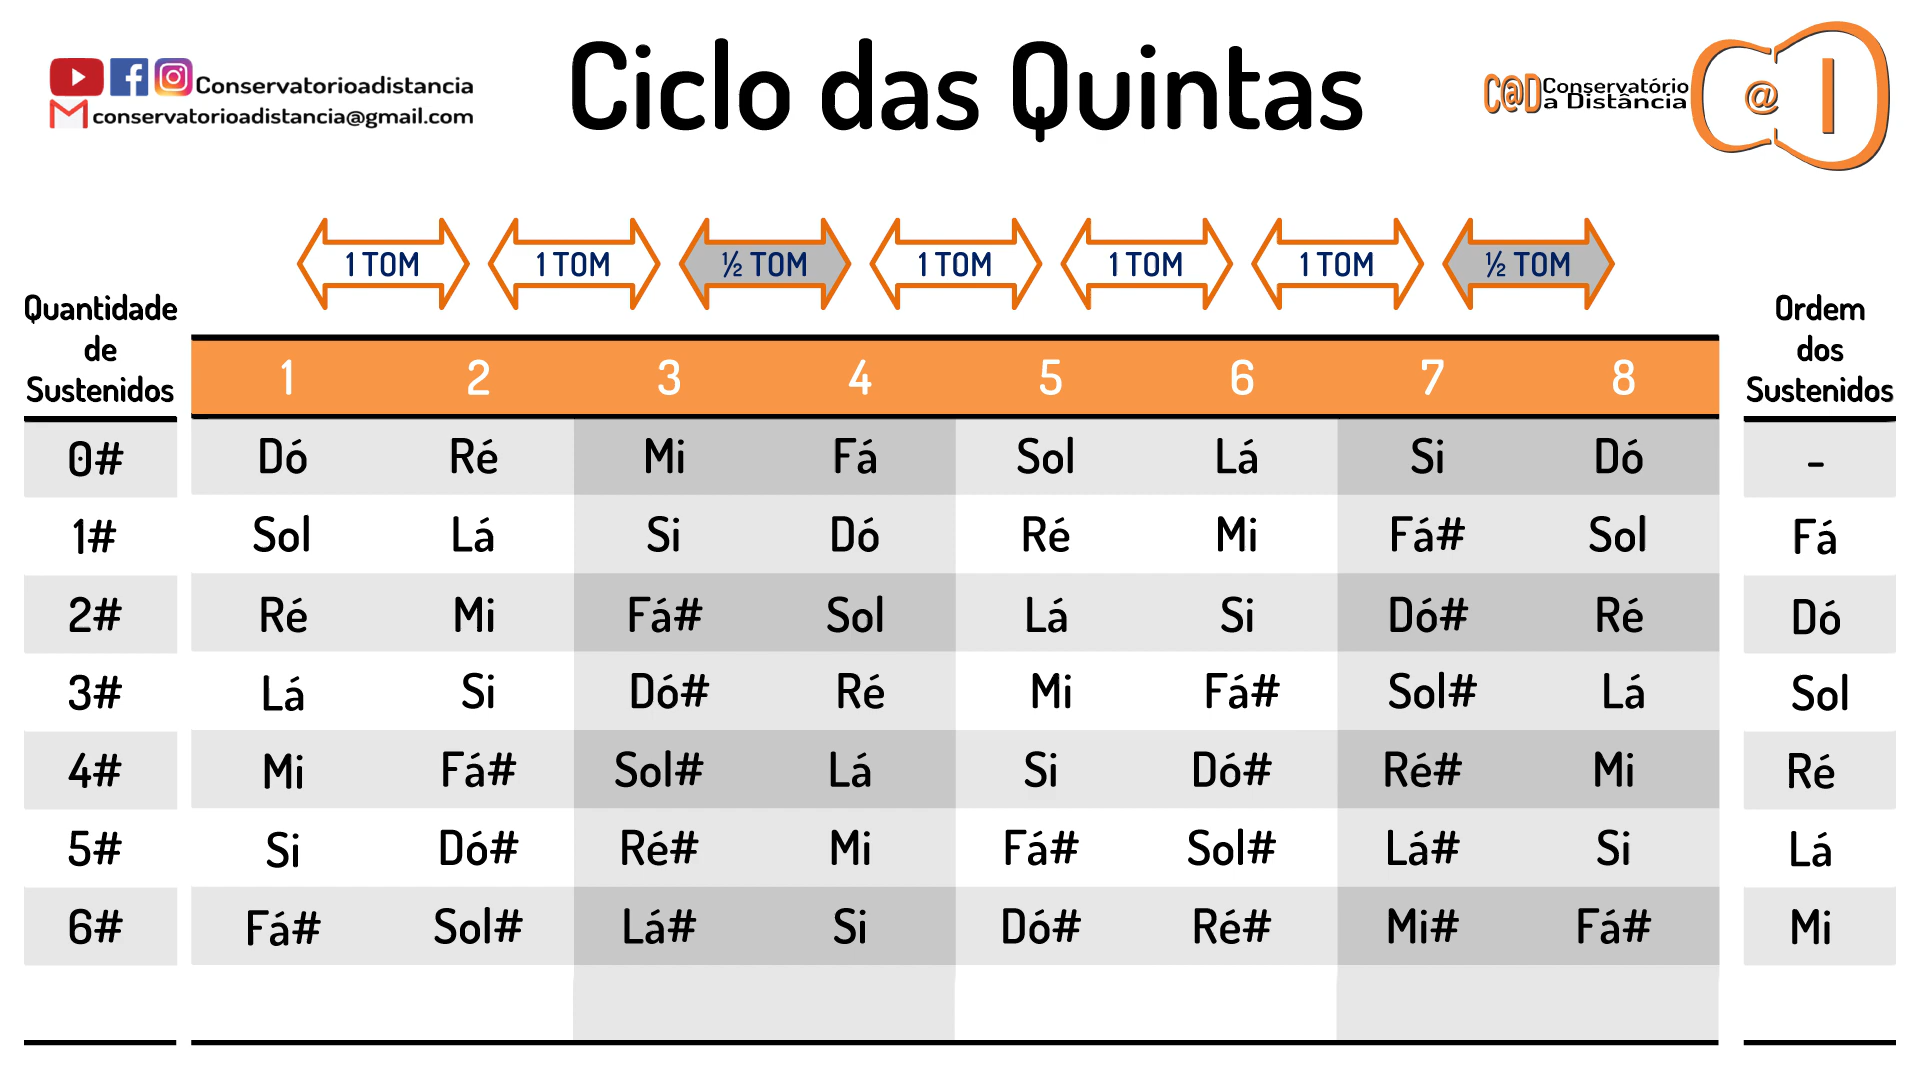 Ciclo das Quintas
Conservatorioadistancia
conservatorioadistancia@gmail.com
C@D Conservatório
a Distância
@
1 TOM 1 TOM ½ TOM 1 TOM 1 TOM 1 TOM ½ TOM
Quantidade
de
Sustenidos
Ordem
dos
Sustenidos
1 2 3 4 5 6 7 8
0# Dó Ré Mi Fá Sol Lá Si Dó -
1# Sol Lá Si Dó Ré Mi Fá# Sol Fá
2# Ré Mi Fá# Sol Lá Si Dó# Ré Dó
3# Lá Si Dó# Ré Mi Fá# Sol# Lá Sol
4# Mi Fá# Sol# Lá Si Dó# Ré# Mi Ré
5# Si Dó# Ré# Mi Fá# Sol# Lá# Si Lá
6# Fá# Sol# Lá# Si Dó# Ré# Mi# Fá# Mi